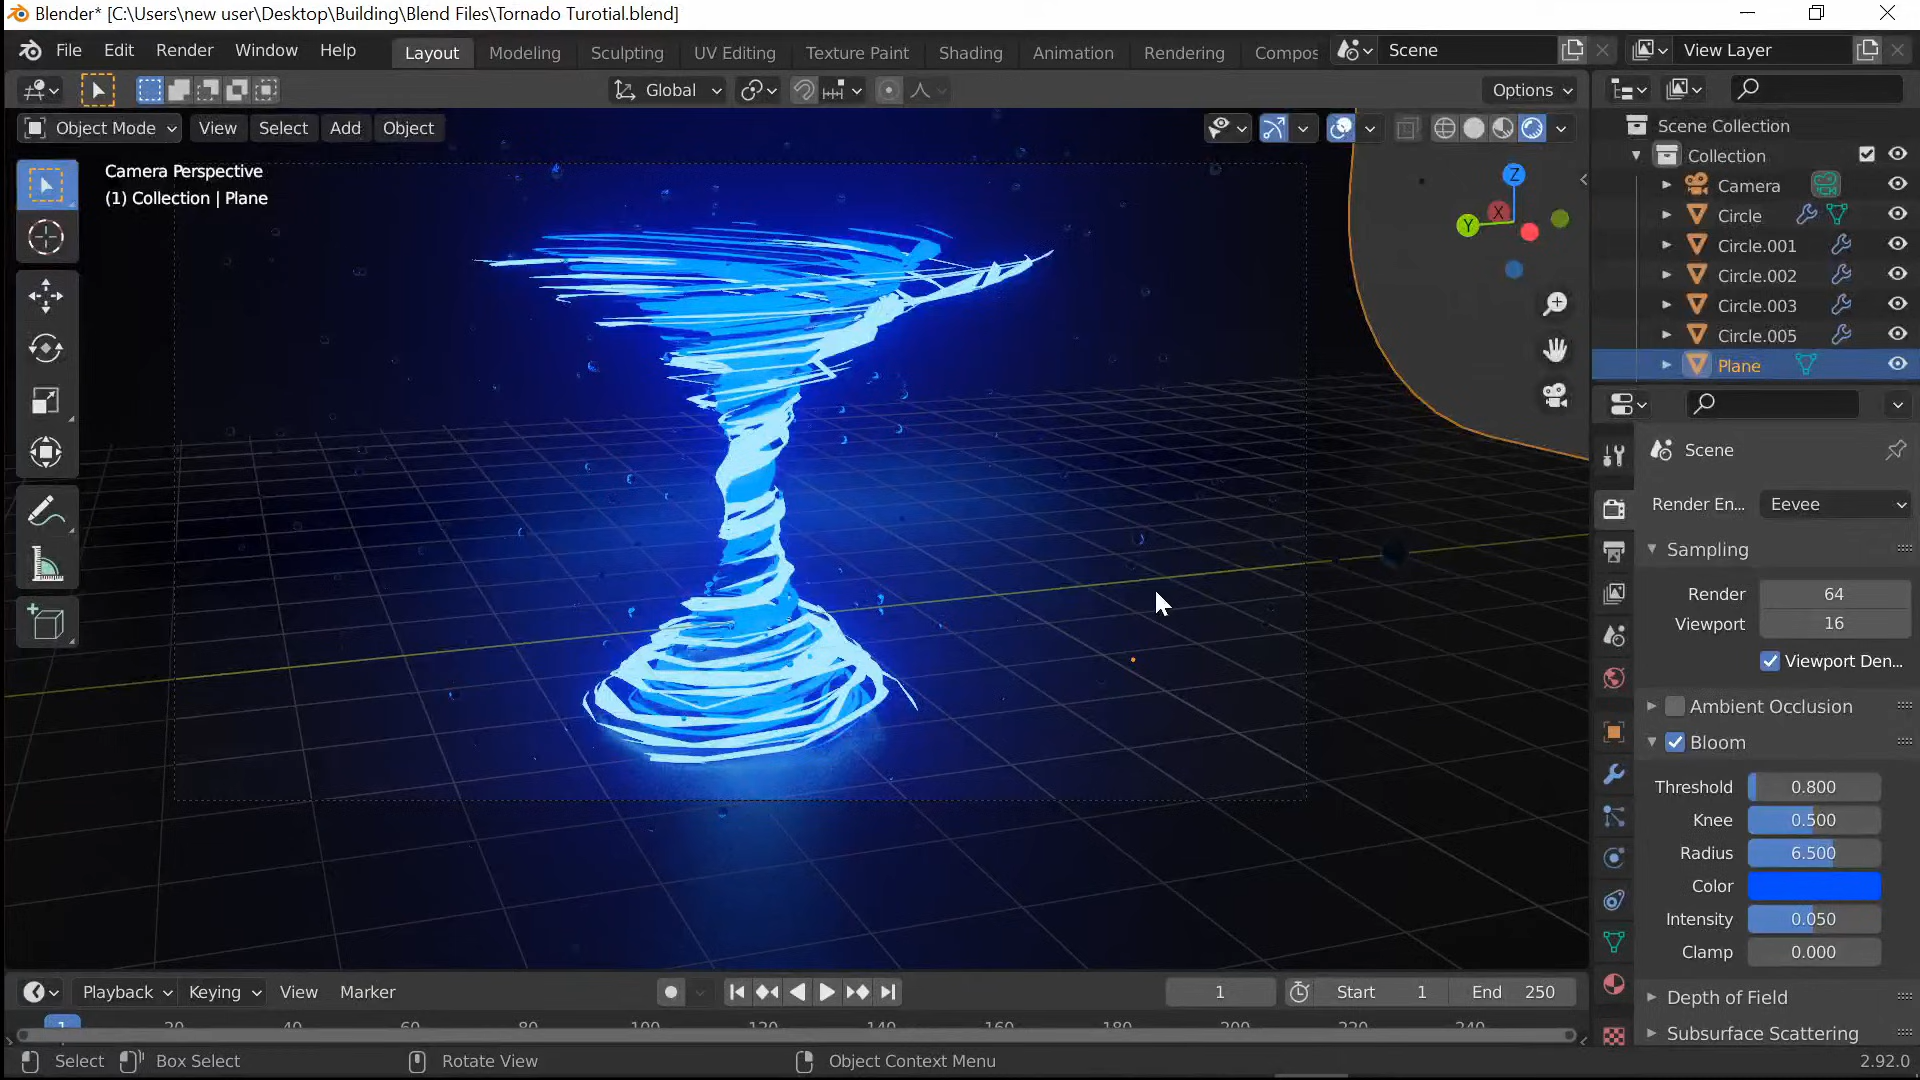 Blender* [C:\Users\new user\Desktop\Building\Blend Files\Tornado Turotial.blend]
File Edit Render Window Help Layout Modeling Sculpting UV Editing Texture Paint Shading Animation Rendering Compos Scene View Layer
Global Options
Object Mode View Select Add Object
Camera Perspective
(1) Collection | Plane
Z
X
Y
Scene Collection
Collection
Camera
Circle
Circle.001
Circle.002
Circle.003
Circle.005
Plane
Scene
Render En... Eevee
Sampling
Render 64
Viewport 16
Viewport Den...
Ambient Occlusion
Bloom
Threshold 0.800
Knee 0.500
Radius 6.500
Color
Intensity 0.050
Clamp 0.000
Depth of Field
Subsurface Scattering
Playback Keying View Marker 1 Start 1 End 250
1 20 40 60 80 100 120 140 160 180 200 220 240
Select Box Select Rotate View Object Context Menu 2.92.0